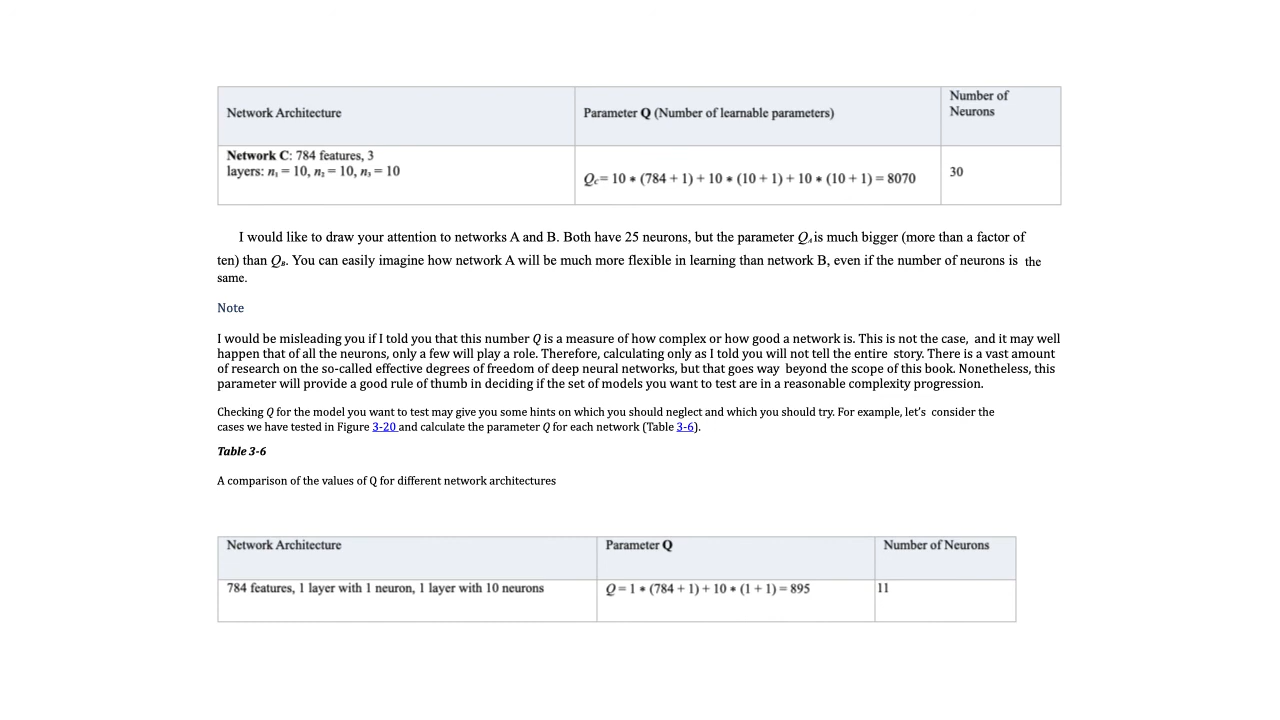 Network Architecture
Parameter Q (Number of learnable parameters)
Number of
Neurons
Network C: 784 features, 3
layers: n₁ = 10, n₂ = 10, n₃ = 10
Q꜀= 10 ∗ (784 + 1) + 10 ∗ (10 + 1) + 10 ∗ (10 + 1) = 8070
30
I would like to draw your attention to networks A and B. Both have 25 neurons, but the parameter Q_A is much bigger (more than a factor of
ten) than Q_B. You can easily imagine how network A will be much more flexible in learning than network B, even if the number of neurons is the
same.
Note
I would be misleading you if I told you that this number Q is a measure of how complex or how good a network is. This is not the case, and it may well
happen that of all the neurons, only a few will play a role. Therefore, calculating only as I told you will not tell the entire story. There is a vast amount
of research on the so-called effective degrees of freedom of deep neural networks, but that goes way beyond the scope of this book. Nonetheless, this
parameter will provide a good rule of thumb in deciding if the set of models you want to test are in a reasonable complexity progression.
Checking Q for the model you want to test may give you some hints on which you should neglect and which you should try. For example, let's consider the
cases we have tested in Figure 3-20 and calculate the parameter Q for each network (Table 3-6).
Table 3-6
A comparison of the values of Q for different network architectures
Network Architecture
Parameter Q
Number of Neurons
784 features, 1 layer with 1 neuron, 1 layer with 10 neurons
Q = 1 ∗ (784 + 1) + 10 ∗ (1 + 1) = 895
11